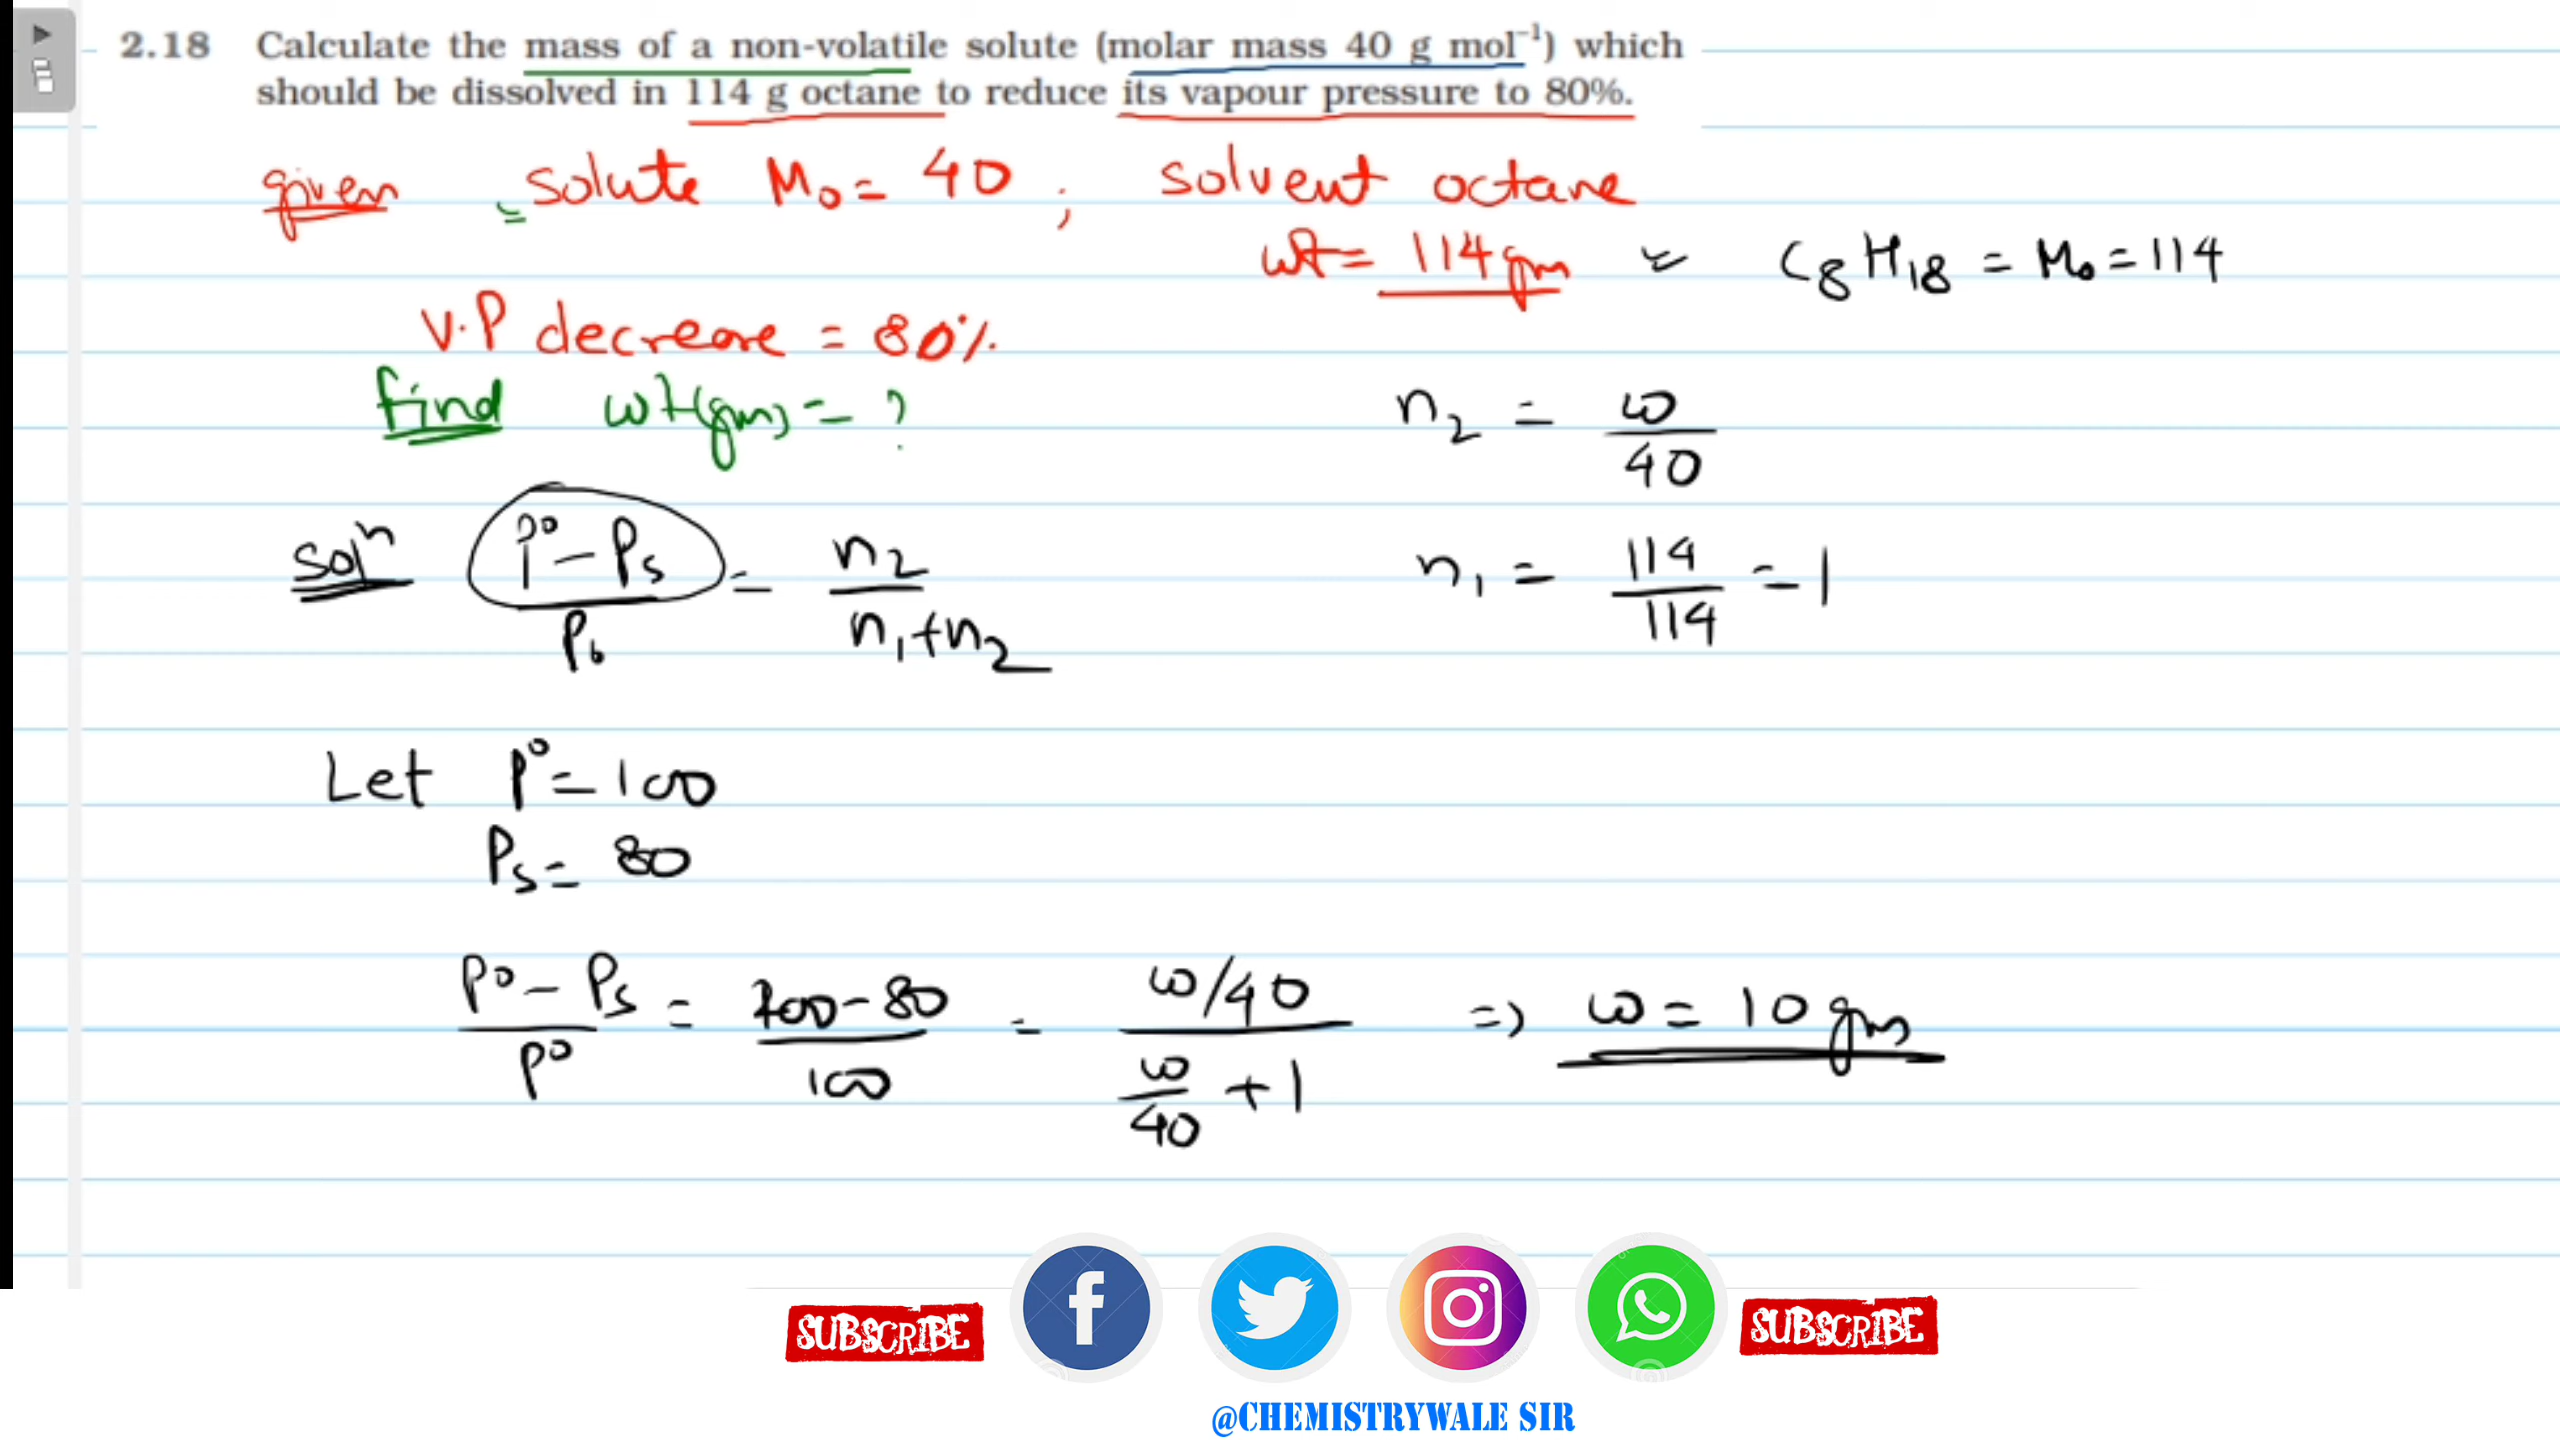 2.18 Calculate the mass of a non-volatile solute (molar mass 40 g mol⁻¹) which
should be dissolved in 114 g octane to reduce its vapour pressure to 80%.
given = solute M₀ = 40 ; solvent octane
wt = 114 gm ≈ C₈H₁₈ = M₀ = 114
V.P decrease = 80%
find wt(gm) = ?
n₂ = w/40
solⁿ (P° − Ps)/P₀ = n₂/(n₁+n₂)
n₁ = 114/114 = 1
Let P° = 100
Ps = 80
(P° − Ps)/P° = (100 − 80)/100 = (w/40)/(w/40 + 1) ⇒ w = 10 gm
SUBSCRIBE
SUBSCRIBE
@CHEMISTRYWALE SIR